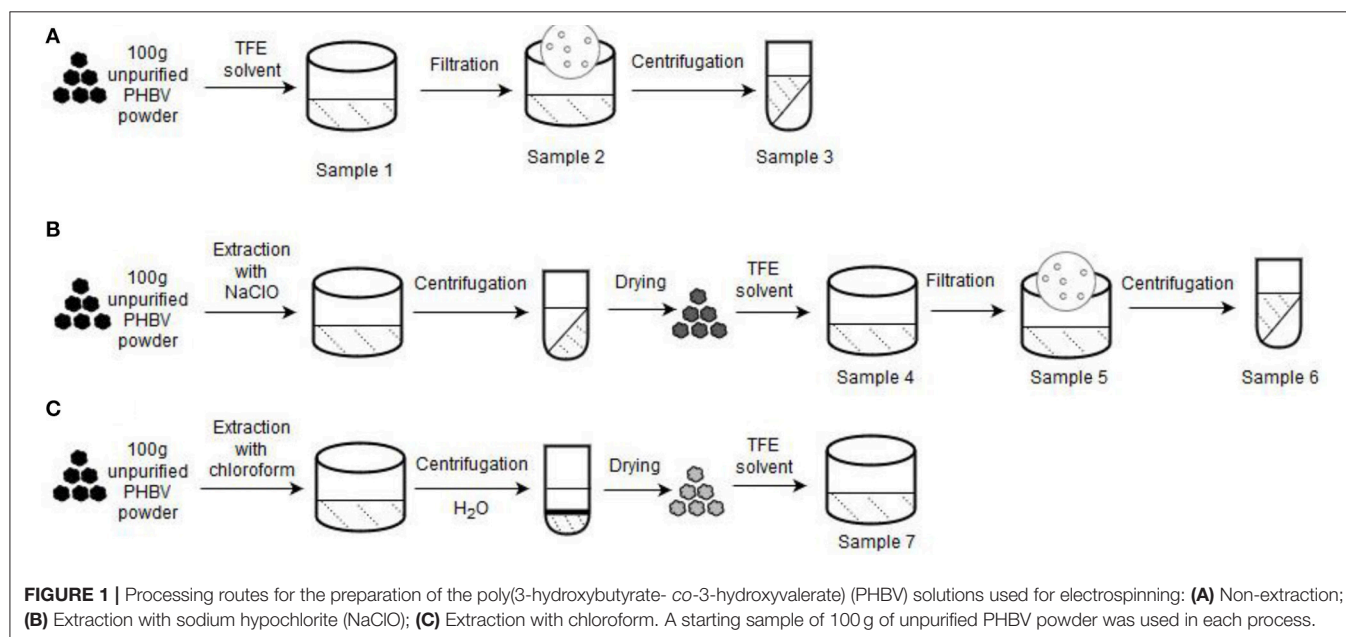 A
100g
unpurified
PHBV
powder
TFE
solvent
Sample 1
Filtration
Sample 2
Centrifugation
Sample 3
B
100g
unpurified
PHBV
powder
Extraction
with
NaClO
Centrifugation
Drying
TFE
solvent
Sample 4
Filtration
Sample 5
Centrifugation
Sample 6
C
100g
unpurified
PHBV
powder
Extraction
with
chloroform
Centrifugation
H₂O
Drying
TFE
solvent
Sample 7
FIGURE 1 | Processing routes for the preparation of the poly(3-hydroxybutyrate- co-3-hydroxyvalerate) (PHBV) solutions used for electrospinning: (A) Non-extraction;
(B) Extraction with sodium hypochlorite (NaClO); (C) Extraction with chloroform. A starting sample of 100 g of unpurified PHBV powder was used in each process.